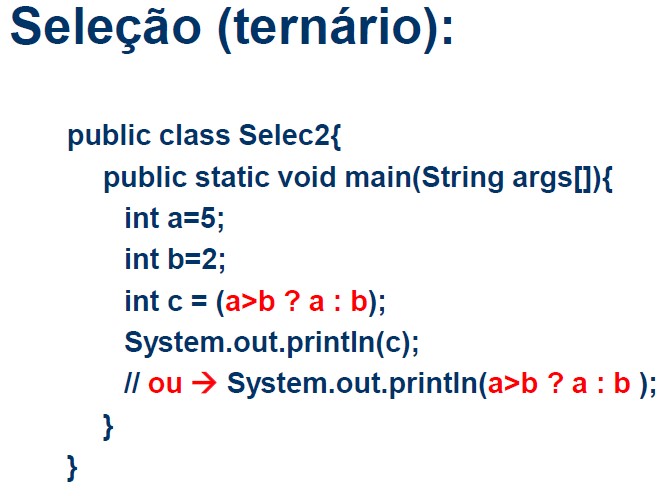 Seleção (ternário):
public class Selec2{
public static void main(String args[]){
int a=5;
int b=2;
int c = (a>b ? a : b);
System.out.println(c);
// ou → System.out.println(a>b ? a : b );
}
}